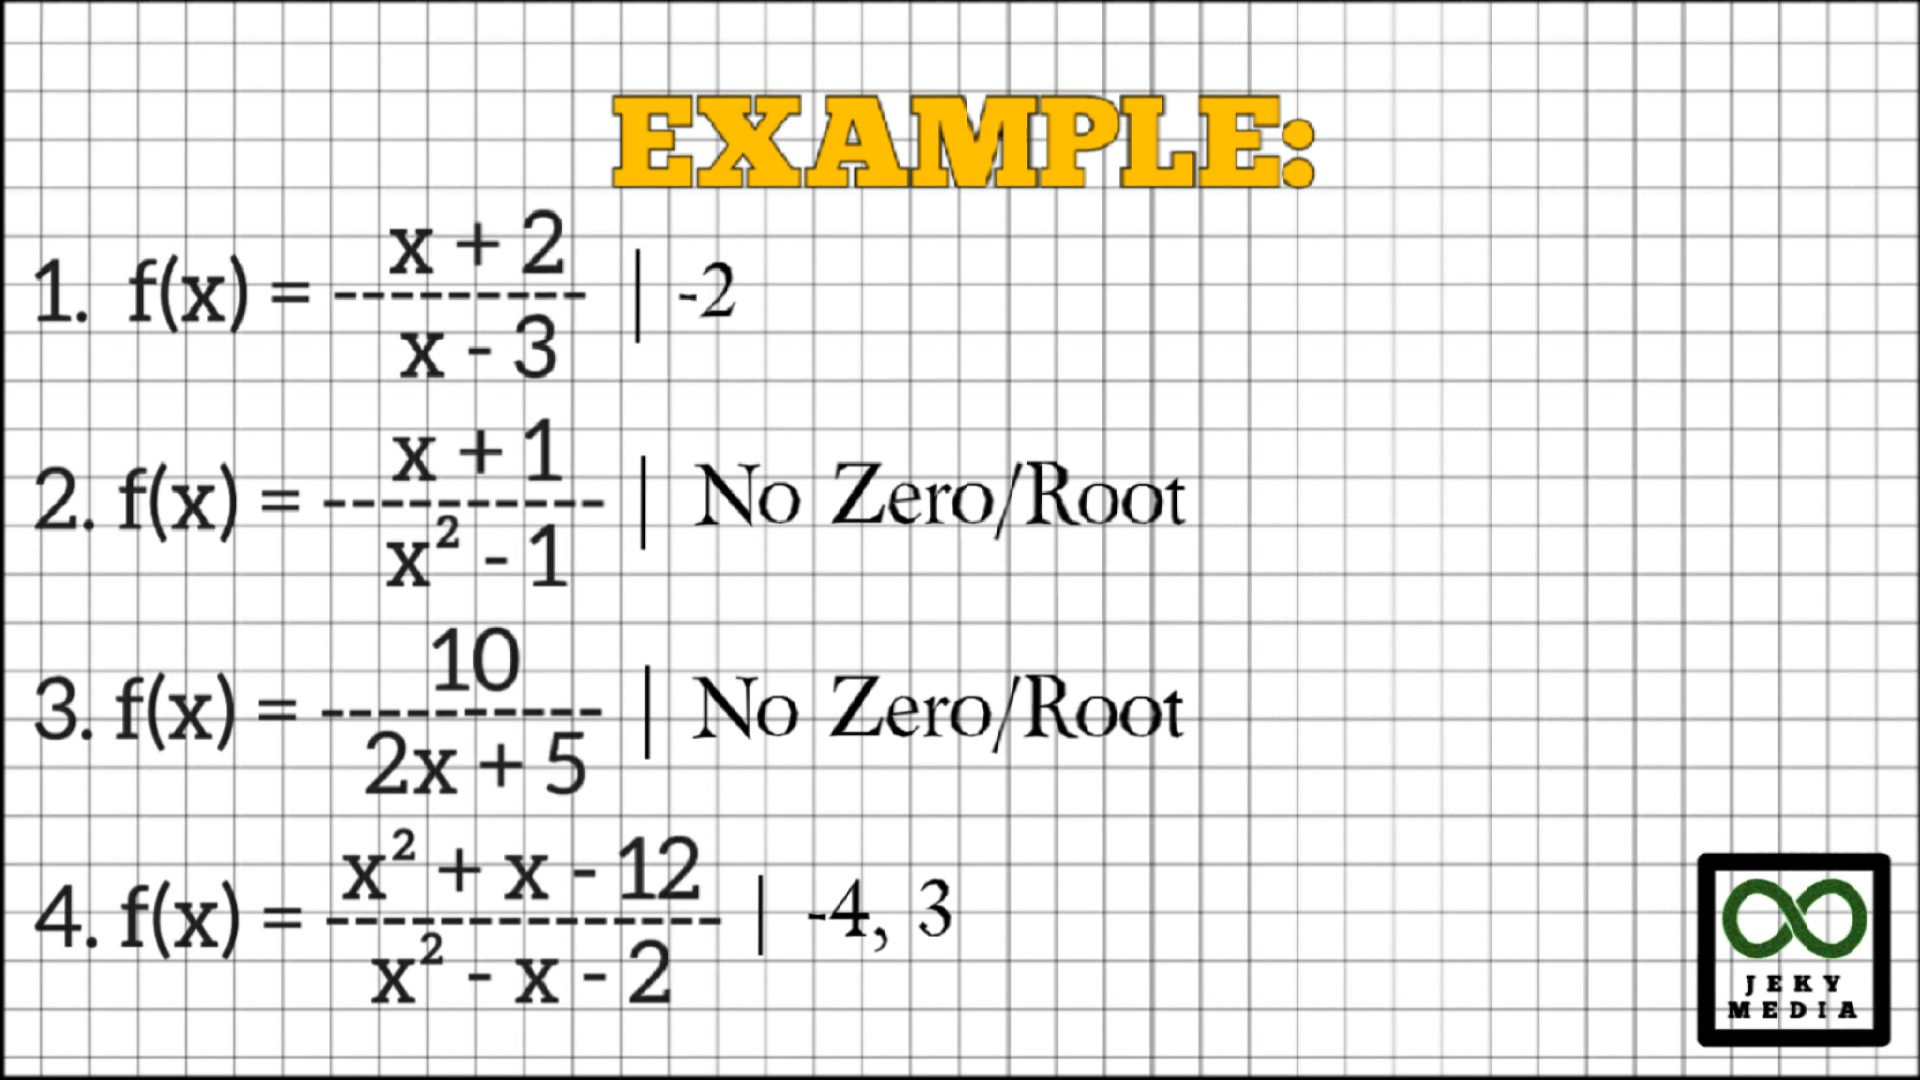 EXAMPLE:
x + 2
1. f(x) = ---------- | -2
x - 3
x + 1
2. f(x) = ---------- | No Zero/Root
x² - 1
10
3. f(x) = ---------- | No Zero/Root
2x + 5
x² + x - 12
4. f(x) = -------------- | -4, 3
x² - x - 2
JEKY
MEDIA